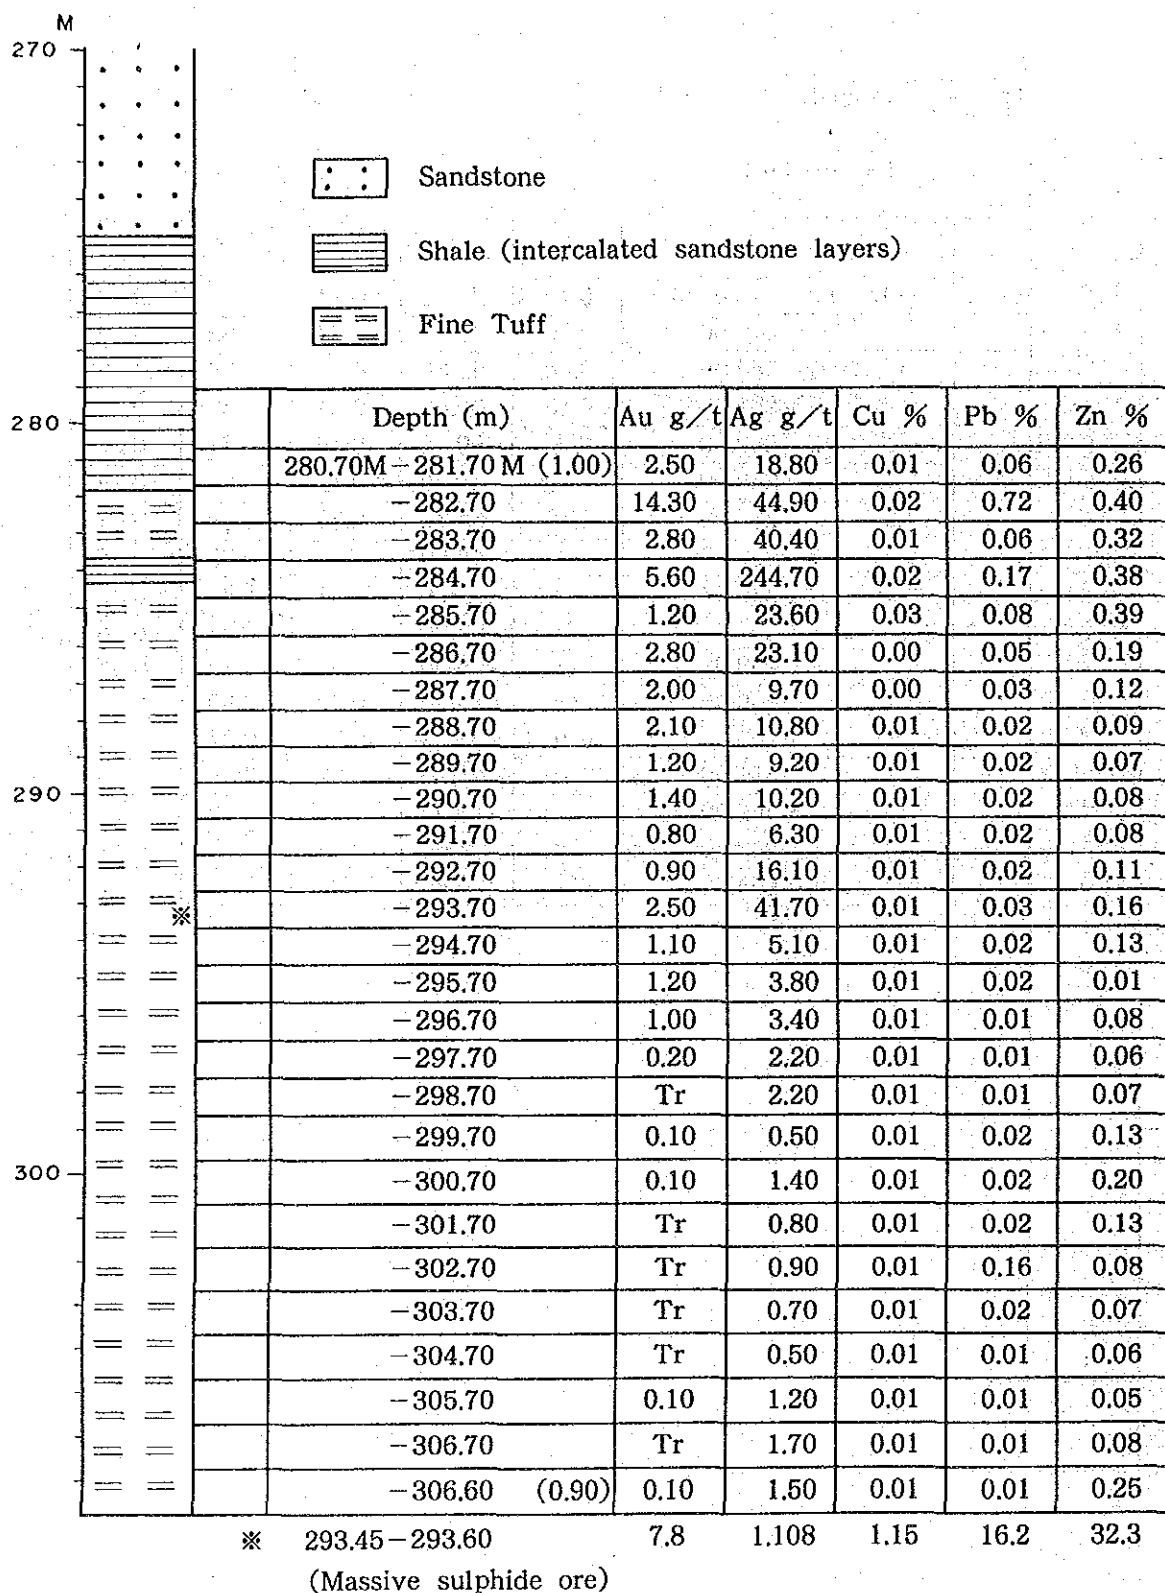 M
270
Sandstone
Shale (intercalated sandstone layers)
Fine Tuff
280
290
300
Depth (m) Au g/t Ag g/t Cu % Pb % Zn %
280.70M-281.70M (1.00) 2.50 18.80 0.01 0.06 0.26
-282.70 14.30 44.90 0.02 0.72 0.40
-283.70 2.80 40.40 0.01 0.06 0.32
-284.70 5.60 244.70 0.02 0.17 0.38
-285.70 1.20 23.60 0.03 0.08 0.39
-286.70 2.80 23.10 0.00 0.05 0.19
-287.70 2.00 9.70 0.00 0.03 0.12
-288.70 2.10 10.80 0.01 0.02 0.09
-289.70 1.20 9.20 0.01 0.02 0.07
-290.70 1.40 10.20 0.01 0.02 0.08
-291.70 0.80 6.30 0.01 0.02 0.08
-292.70 0.90 16.10 0.01 0.02 0.11
※
-293.70 2.50 41.70 0.01 0.03 0.16
-294.70 1.10 5.10 0.01 0.02 0.13
-295.70 1.20 3.80 0.01 0.02 0.01
-296.70 1.00 3.40 0.01 0.01 0.08
-297.70 0.20 2.20 0.01 0.01 0.06
-298.70 Tr 2.20 0.01 0.01 0.07
-299.70 0.10 0.50 0.01 0.02 0.13
-300.70 0.10 1.40 0.01 0.02 0.20
-301.70 Tr 0.80 0.01 0.02 0.13
-302.70 Tr 0.90 0.01 0.16 0.08
-303.70 Tr 0.70 0.01 0.02 0.07
-304.70 Tr 0.50 0.01 0.01 0.06
-305.70 0.10 1.20 0.01 0.01 0.05
-306.70 Tr 1.70 0.01 0.01 0.08
-306.60 (0.90) 0.10 1.50 0.01 0.01 0.25
※ 293.45-293.60 7.8 1.108 1.15 16.2 32.3
(Massive sulphide ore)